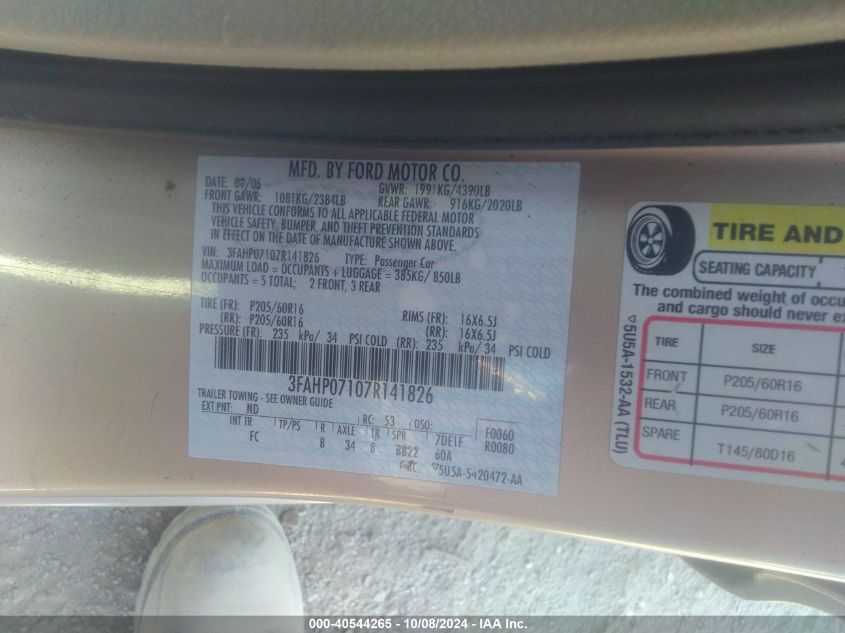 MFD. BY FORD MOTOR CO.
DATE: 09/06 GVWR: 1991KG/4390LB
FRONT GAWR: 1081KG/2384LB REAR GAWR: 916KG/2020LB
THIS VEHICLE CONFORMS TO ALL APPLICABLE FEDERAL MOTOR
VEHICLE SAFETY, BUMPER, AND THEFT PREVENTION STANDARDS
IN EFFECT ON THE DATE OF MANUFACTURE SHOWN ABOVE.
VIN: 3FAHP07107R141826 TYPE: Passenger Car
MAXIMUM LOAD = OCCUPANTS + LUGGAGE = 385KG/ 850LB
OCCUPANTS = 5 TOTAL; 2 FRONT, 3 REAR
TIRE (FR): P205/60R16 RIMS (FR): 16X6.5J
(RR): P205/60R16 (RR): 16X6.5J
PRESSURE (FR): 235 kPa/ 34 PSI COLD (RR): 235 kPa/ 34 PSI COLD
3FAHP07107R141826
TRAILER TOWING - SEE OWNER GUIDE
EXT PNT: ND RC: 53 DSO: F0060
INT TR TP/PS R AXLE TR SPR 7DE1F R0080
FC B 34 B BB22 60A
5U5A-5420472-AA
TIRE AND
SEATING CAPACITY
The combined weight of occu
and cargo should never ex
TIRE SIZE
FRONT P205/60R16
REAR P205/60R16
SPARE T145/80D16
5U5A-1532-AA (TLU)
000-40544265 - 10/08/2024 - IAA Inc.